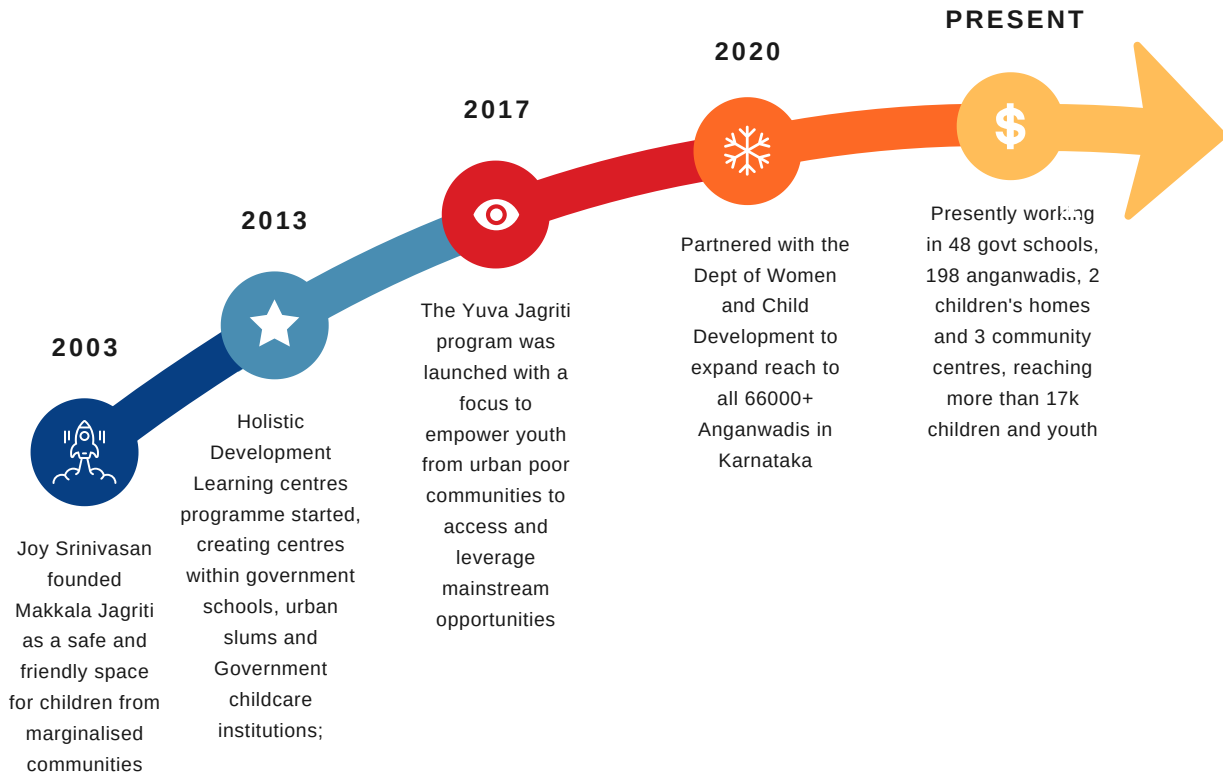 2003
Joy Srinivasan
founded
Makkala Jagriti
as a safe and
friendly space
for children from
marginalised
communities
2013
Holistic
Development
Learning centres
programme started,
creating centres
within government
schools, urban
slums and
Government
childcare
institutions;
2017
The Yuva Jagriti
program was
launched with a
focus to
empower youth
from urban poor
communities to
access and
leverage
mainstream
opportunities
2020
Partnered with the
Dept of Women
and Child
Development to
expand reach to
all 66000+
Anganwadis in
Karnataka
PRESENT
$
Presently working
in 48 govt schools,
198 anganwadis, 2
children's homes
and 3 community
centres, reaching
more than 17k
children and youth